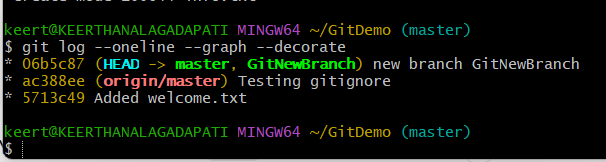 keert@KEERTHANALAGADAPATI MINGW64 ~/GitDemo (master)
$ git log --oneline --graph --decorate
* 06b5c87 (HEAD -> master, GitNewBranch) new branch GitNewBranch
* ac388ee (origin/master) Testing gitignore
* 5713c49 Added welcome.txt
keert@KEERTHANALAGADAPATI MINGW64 ~/GitDemo (master)
$